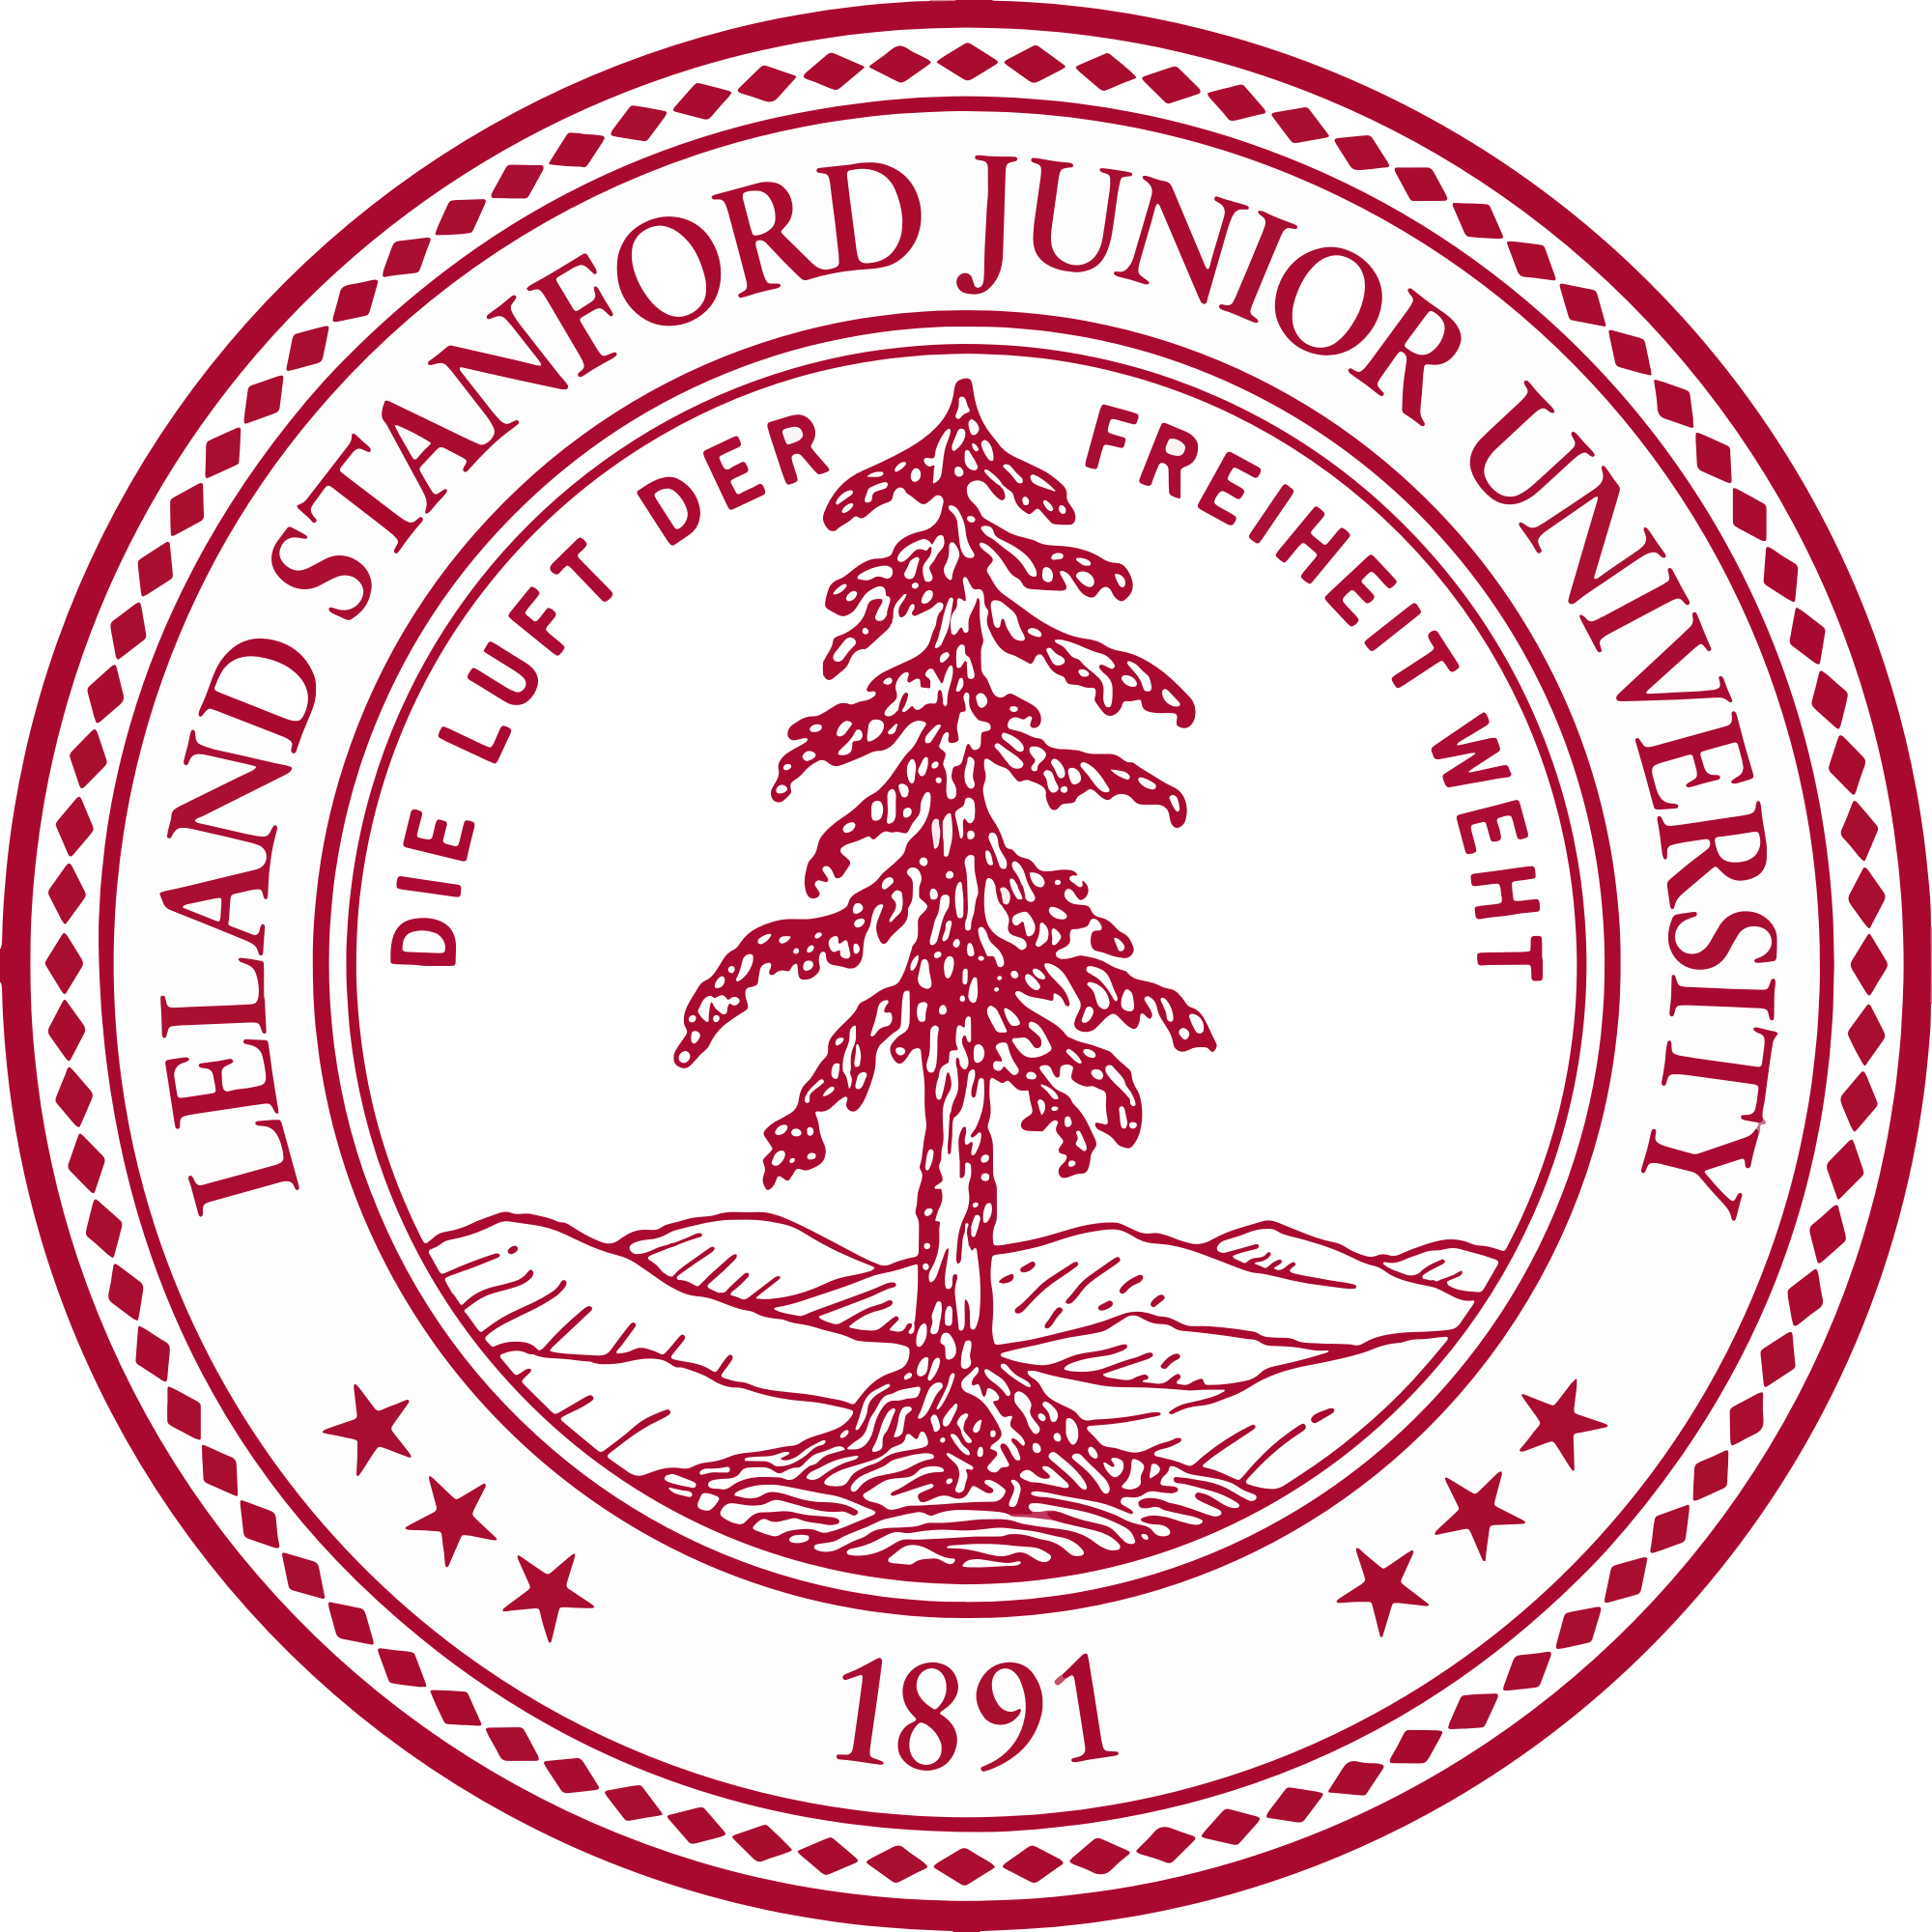 LELAND STANFORD JUNIOR UNIVERSITY
DIE LUFT DER FREIHEIT WEHT
1891